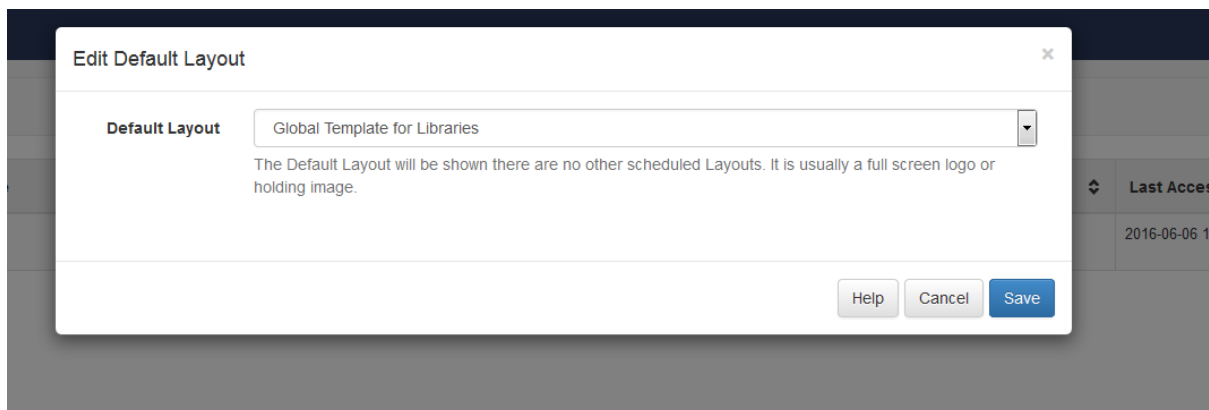 Edit Default Layout
×
Default Layout
Global Template for Libraries
The Default Layout will be shown there are no other scheduled Layouts. It is usually a full screen logo or
holding image.
Last Acces
2016-06-06 1
Help
Cancel
Save